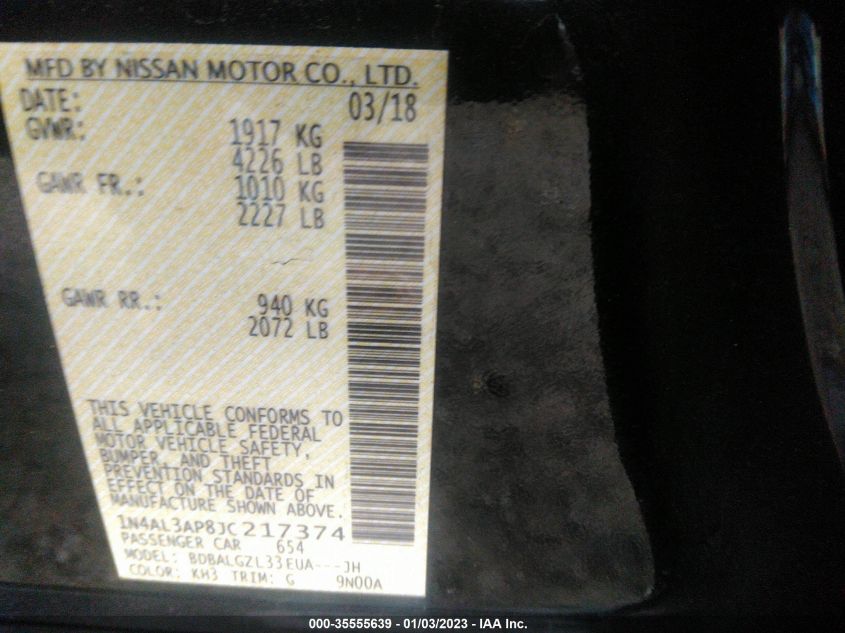 MFD BY NISSAN MOTOR CO., LTD.
DATE: 03/18
GVWR: 1917 KG
4226 LB
GAWR FR.: 1010 KG
2227 LB
GAWR RR.: 940 KG
2072 LB
THIS VEHICLE CONFORMS TO
ALL APPLICABLE FEDERAL
MOTOR VEHICLE SAFETY,
BUMPER, AND THEFT
PREVENTION STANDARDS IN
EFFECT ON THE DATE OF
MANUFACTURE SHOWN ABOVE.
1N4AL3AP8JC217374
PASSENGER CAR 654
MODEL: BDBALGZL33EUA---JH
COLOR: KH3 TRIM: G 9N00A
000-35555639 - 01/03/2023 - IAA Inc.